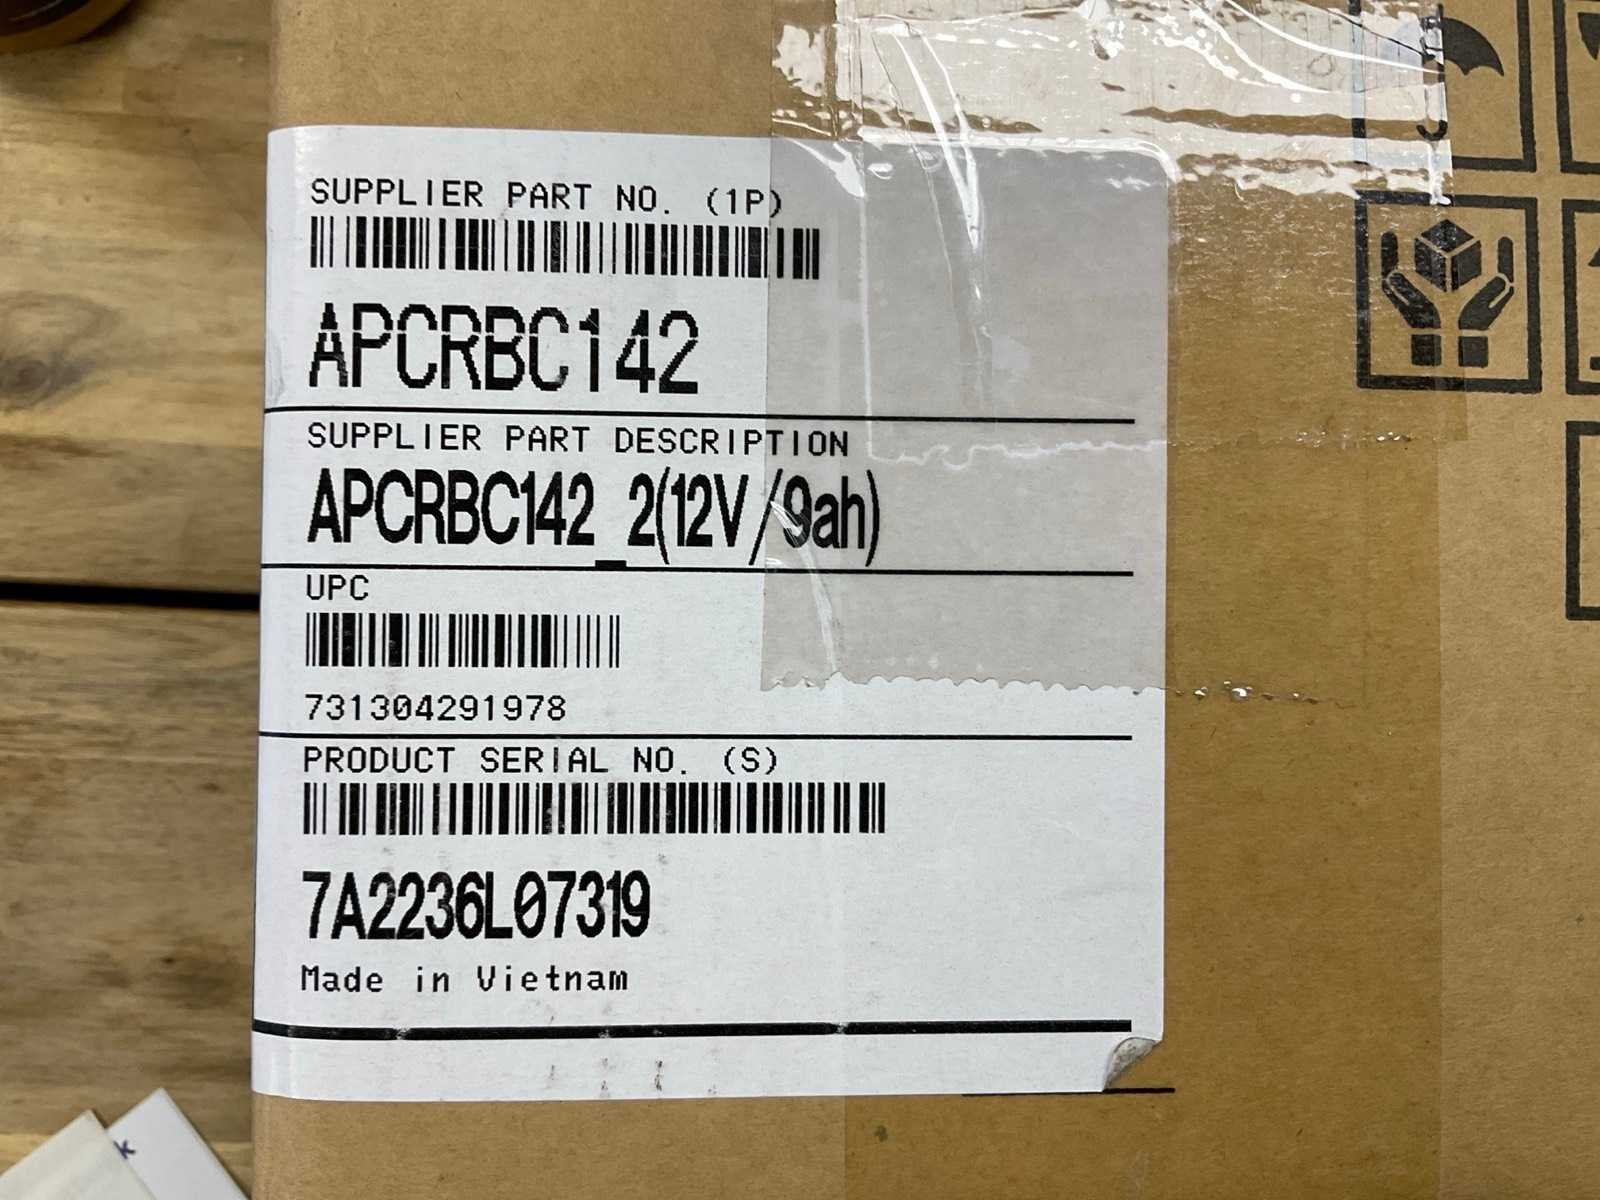 SUPPLIER PART NO. (1P)
APCRBC142
SUPPLIER PART DESCRIPTION
APCRBC142_2(12V/9ah)
UPC
731304291978
PRODUCT SERIAL NO. (S)
7A2236L07319
Made in Vietnam